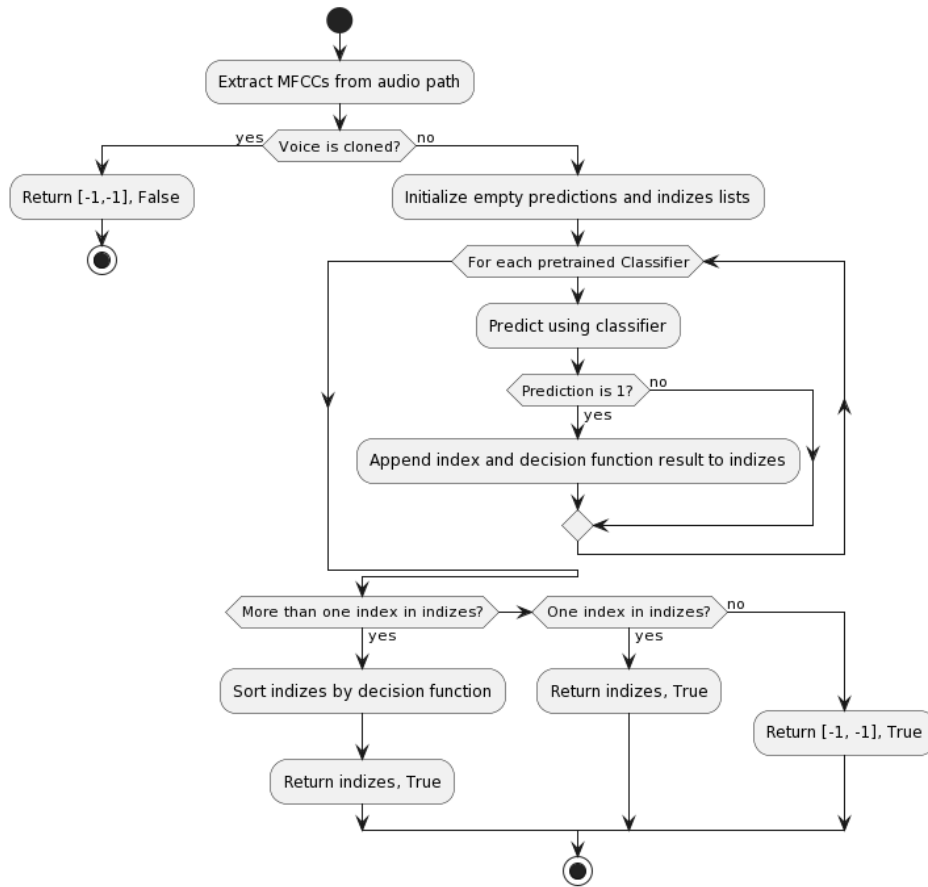 Extract MFCCs from audio path
yes
Voice is cloned?
no
Return [-1,-1], False
Initialize empty predictions and indizes lists
For each pretrained Classifier
Predict using classifier
Prediction is 1?
no
yes
Append index and decision function result to indizes
More than one index in indizes?
One index in indizes?
no
yes
yes
Sort indizes by decision function
Return indizes, True
Return [-1, -1], True
Return indizes, True